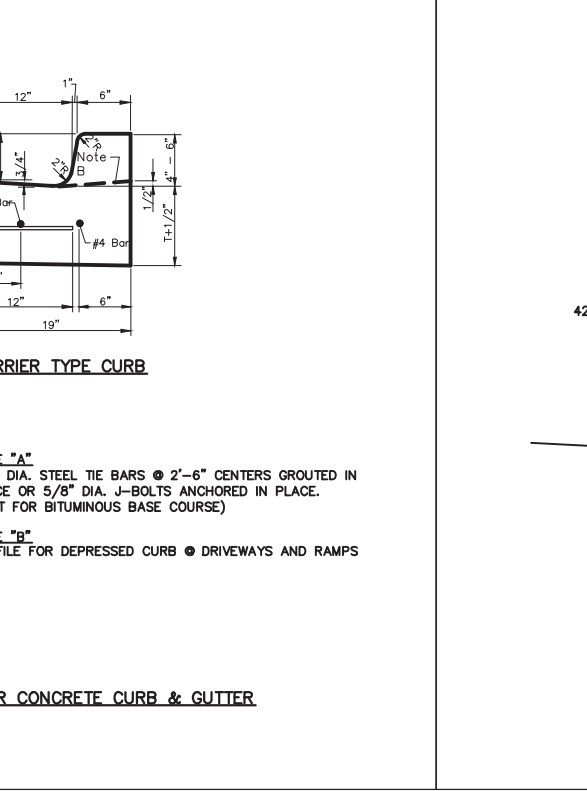 1"
12" 6"
3/4" 2"R 2"R Note
B
4" – 6"
1/2"
T+1/2"
Bar
#4 Bar
12" 6"
19"
RRIER TYPE CURB
42
E "A"
DIA. STEEL TIE BARS @ 2'–6" CENTERS GROUTED IN
CE OR 5/8" DIA. J–BOLTS ANCHORED IN PLACE.
T FOR BITUMINOUS BASE COURSE)
E "B"
FILE FOR DEPRESSED CURB @ DRIVEWAYS AND RAMPS
R CONCRETE CURB & GUTTER